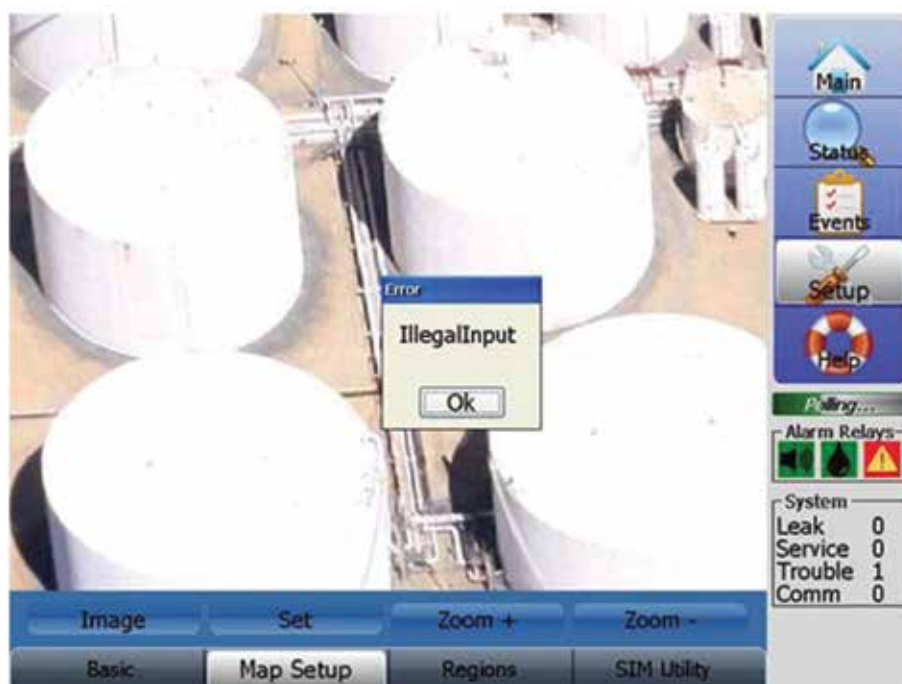 Main
Status
Events
Setup
Help
Polling...
Alarm Relays
System
Leak 0
Service 0
Trouble 1
Comm 0
Error
IllegalInput
Ok
Image Set Zoom + Zoom -
Basic Map Setup Regions SIM Utility